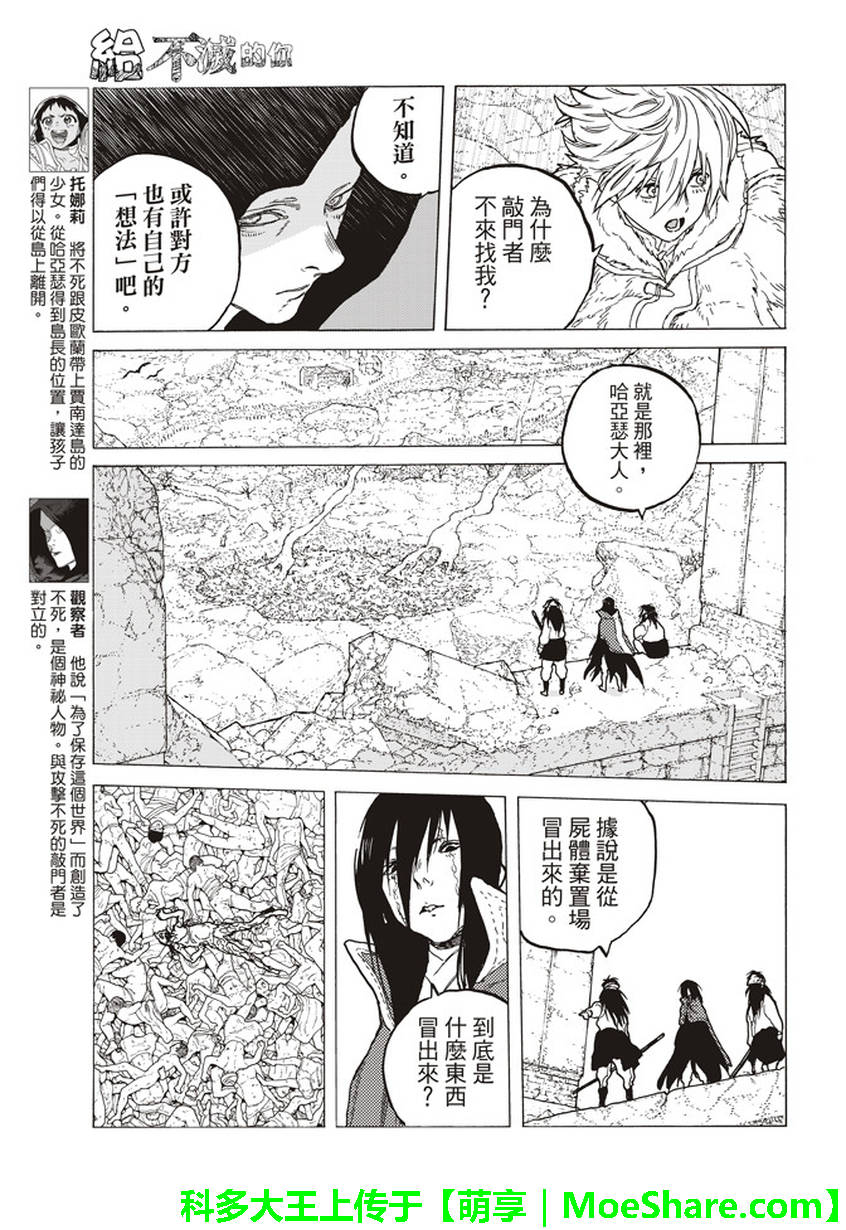 給不滅的你
為什麼
敲門者
不來找我？
不知道。
或許對方
也有自己的
「想法」吧。
就是那裡，
哈亞瑟大人。
據說是從
屍體棄置場
冒出來的。
到底是
什麼東西
冒出來？
托娜莉　將不死跟皮歐蘭帶上賈南達島的
少女。從哈亞瑟得到島長的位置，讓孩子
們得以從島上離開。
觀察者　他說「為了保存這個世界」而創造了
不死，是個神祕人物。與攻擊不死的敲門者是
對立的。
科多大王上传于【萌享｜MoeShare.com】